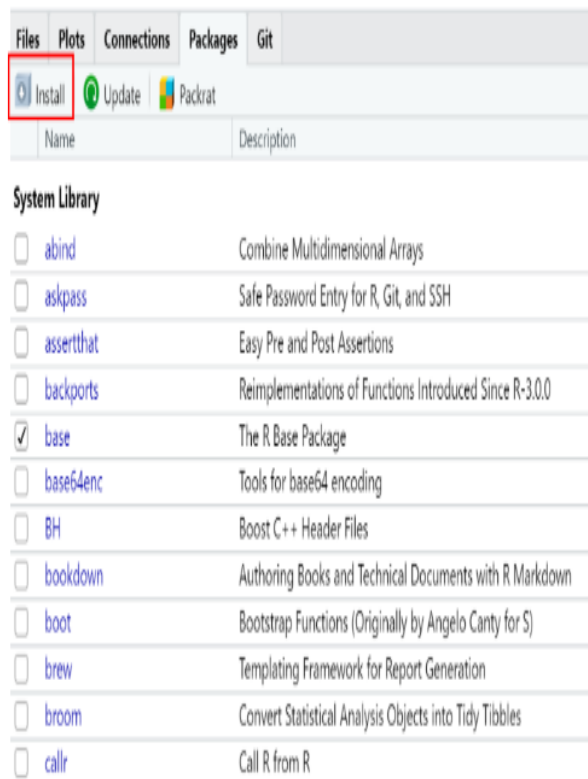 Files Plots Connections Packages Git
Install Update Packrat
Name Description
System Library
abind Combine Multidimensional Arrays
askpass Safe Password Entry for R, Git, and SSH
assertthat Easy Pre and Post Assertions
backports Reimplementations of Functions Introduced Since R-3.0.0
base The R Base Package
base64enc Tools for base64 encoding
BH Boost C++ Header Files
bookdown Authoring Books and Technical Documents with R Markdown
boot Bootstrap Functions (Originally by Angelo Canty for S)
brew Templating Framework for Report Generation
broom Convert Statistical Analysis Objects into Tidy Tibbles
callr Call R from R